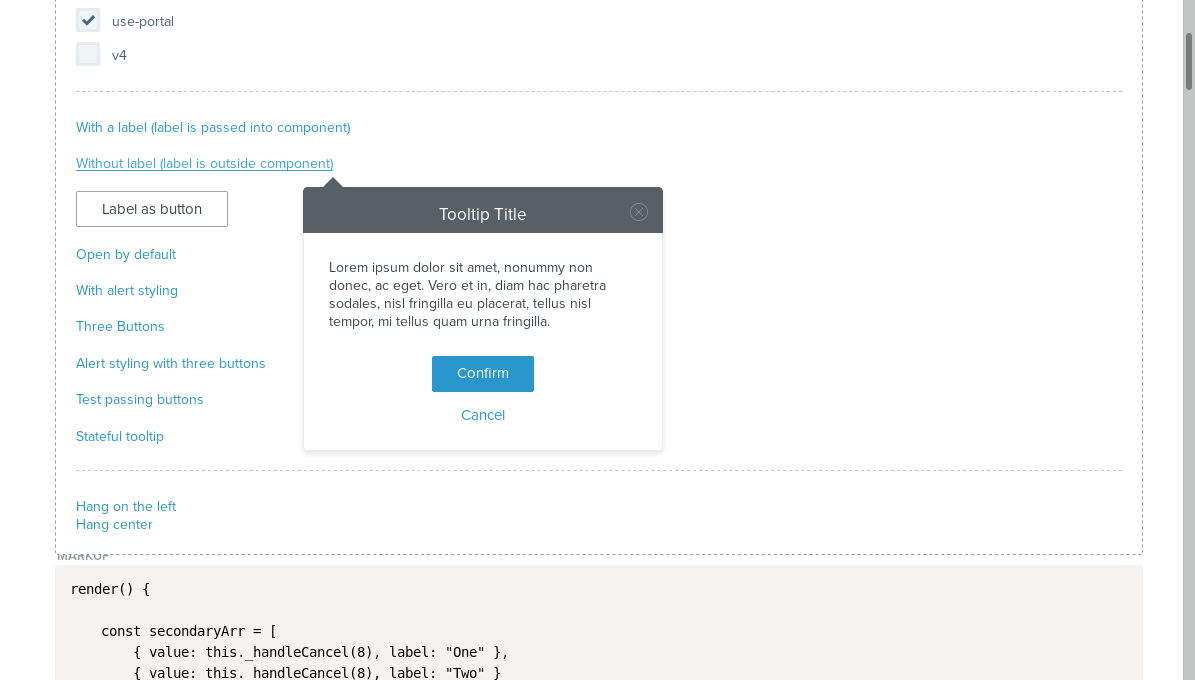 use-portal
v4
With a label (label is passed into component)
Without label (label is outside component)
Label as button
Tooltip Title
Lorem ipsum dolor sit amet, nonummy non
donec, ac eget. Vero et in, diam hac pharetra
sodales, nisl fringilla eu placerat, tellus nisl
tempor, mi tellus quam urna fringilla.
Confirm
Cancel
Open by default
With alert styling
Three Buttons
Alert styling with three buttons
Test passing buttons
Stateful tooltip
Hang on the left
Hang center
MARKUP
render() {
const secondaryArr = [
{ value: this._handleCancel(8), label: "One" },
{ value: this._handleCancel(8), label: "Two" }